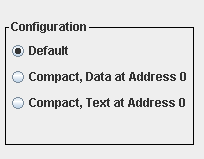 Configuration
Default
Compact, Data at Address 0
Compact, Text at Address 0